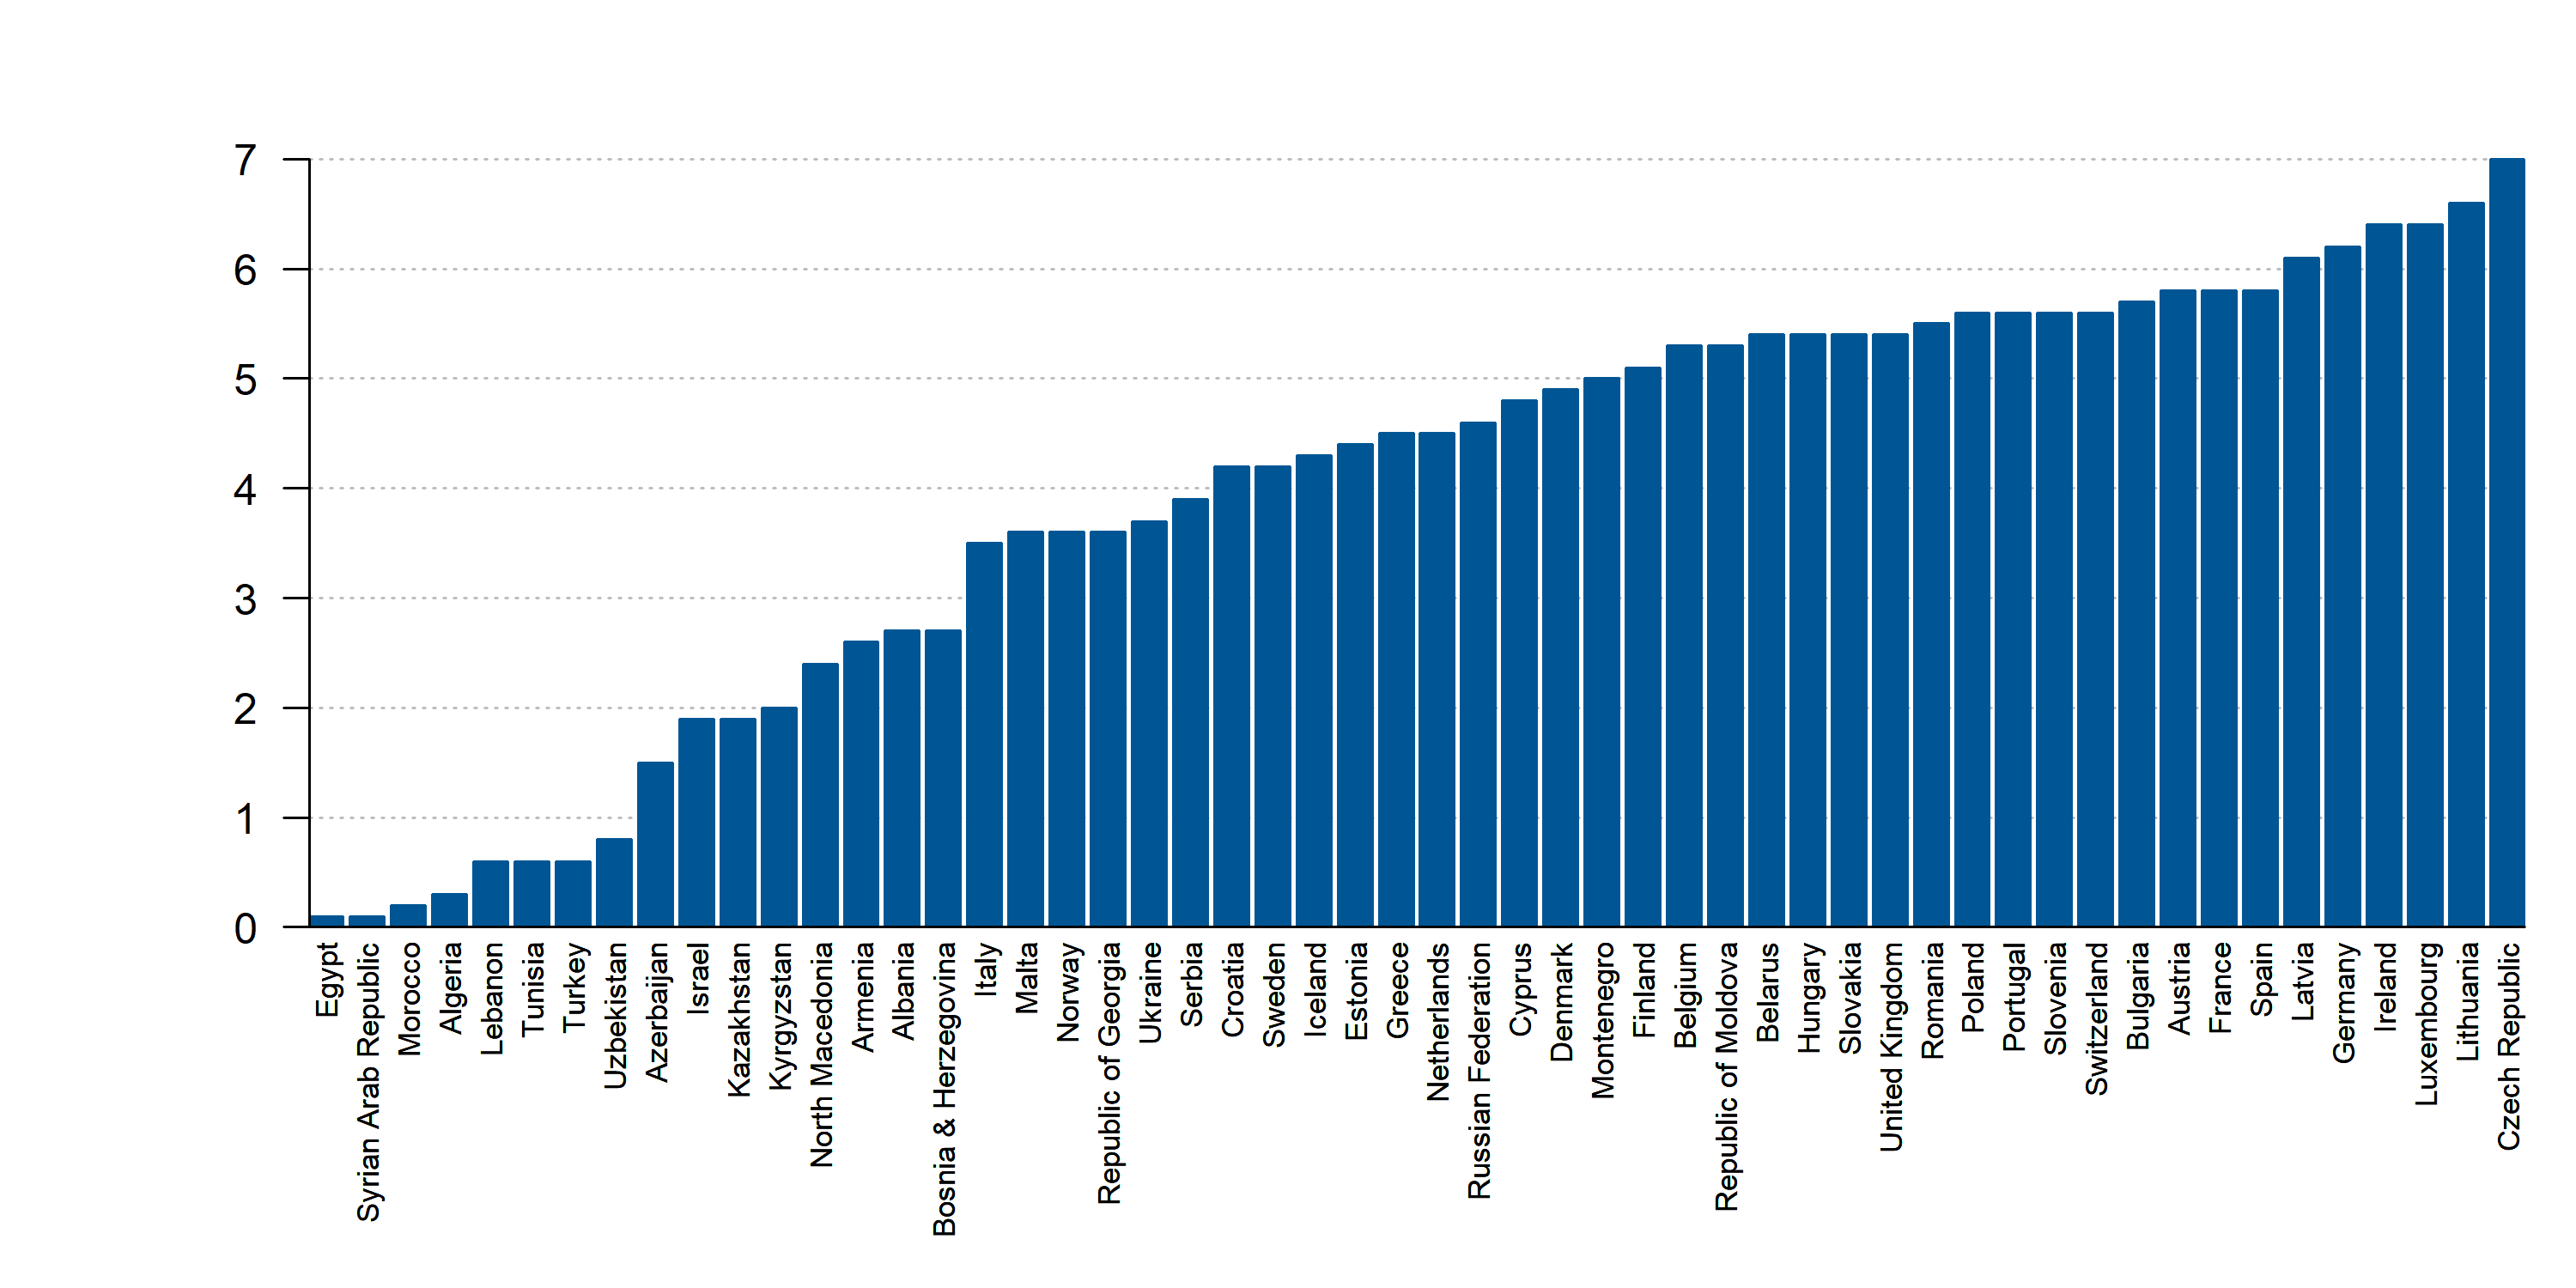 7
6
5
4
3
2
1
0
Egypt
Syrian Arab Republic
Morocco
Algeria
Lebanon
Tunisia
Turkey
Uzbekistan
Azerbaijan
Israel
Kazakhstan
Kyrgyzstan
North Macedonia
Armenia
Albania
Bosnia & Herzegovina
Italy
Malta
Norway
Republic of Georgia
Ukraine
Serbia
Croatia
Sweden
Iceland
Estonia
Greece
Netherlands
Russian Federation
Cyprus
Denmark
Montenegro
Finland
Belgium
Republic of Moldova
Belarus
Hungary
Slovakia
United Kingdom
Romania
Poland
Portugal
Slovenia
Switzerland
Bulgaria
Austria
France
Spain
Latvia
Germany
Ireland
Luxembourg
Lithuania
Czech Republic